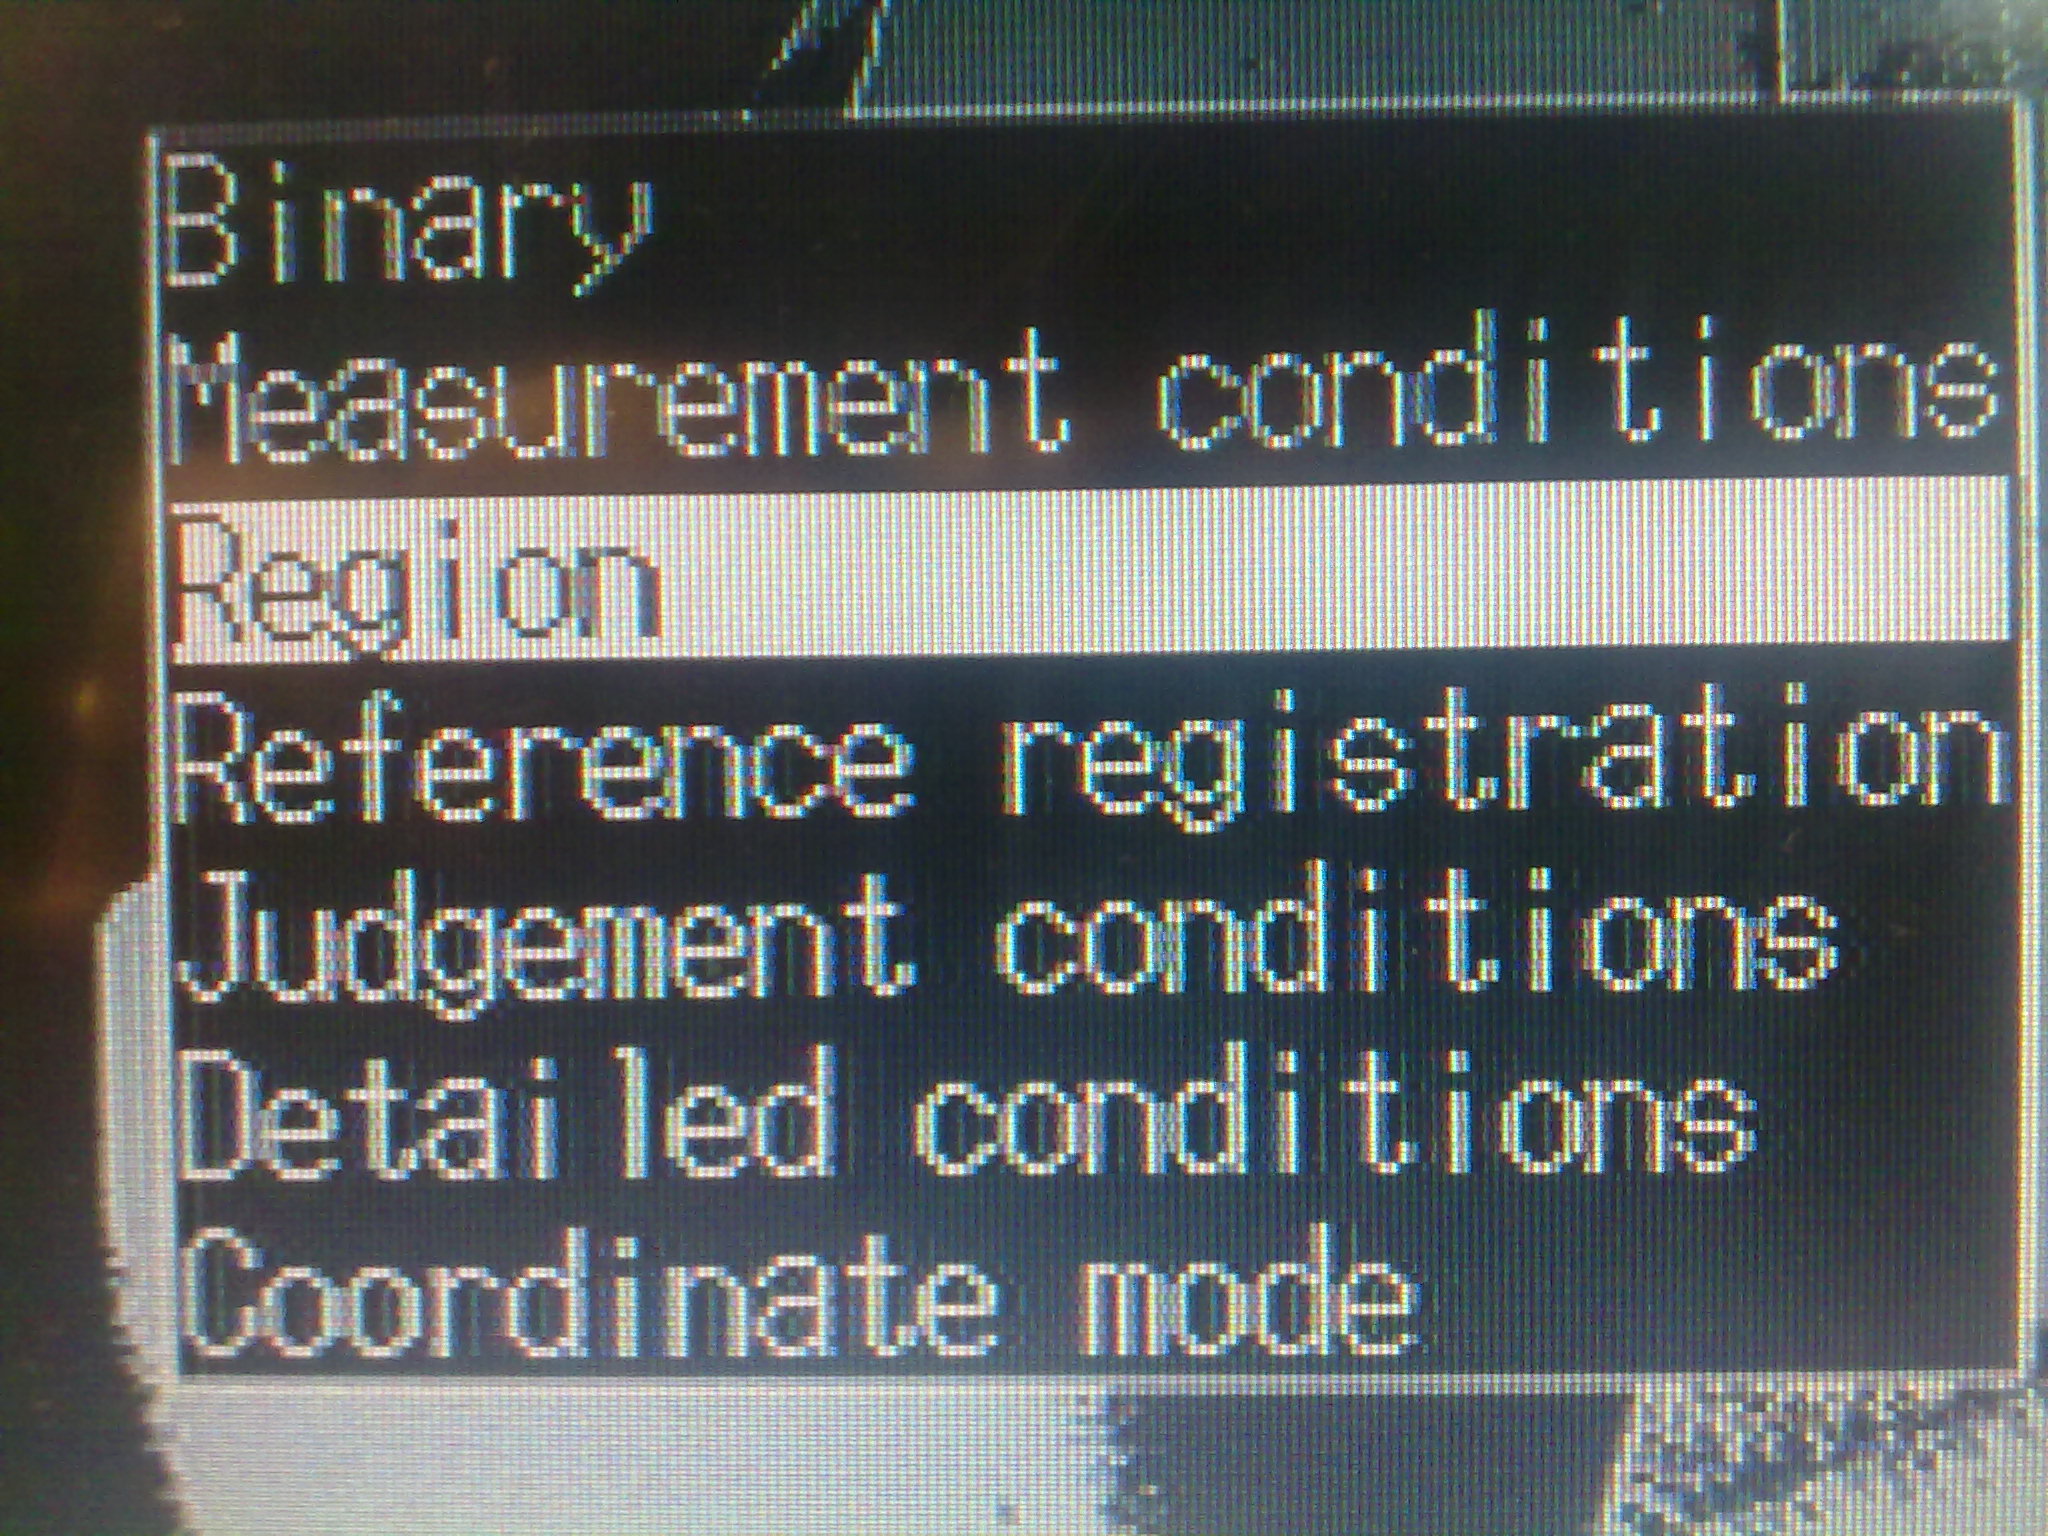 Binary
Measurement conditions
Region
Reference registration
Judgement conditions
Detailed conditions
Coordinate mode